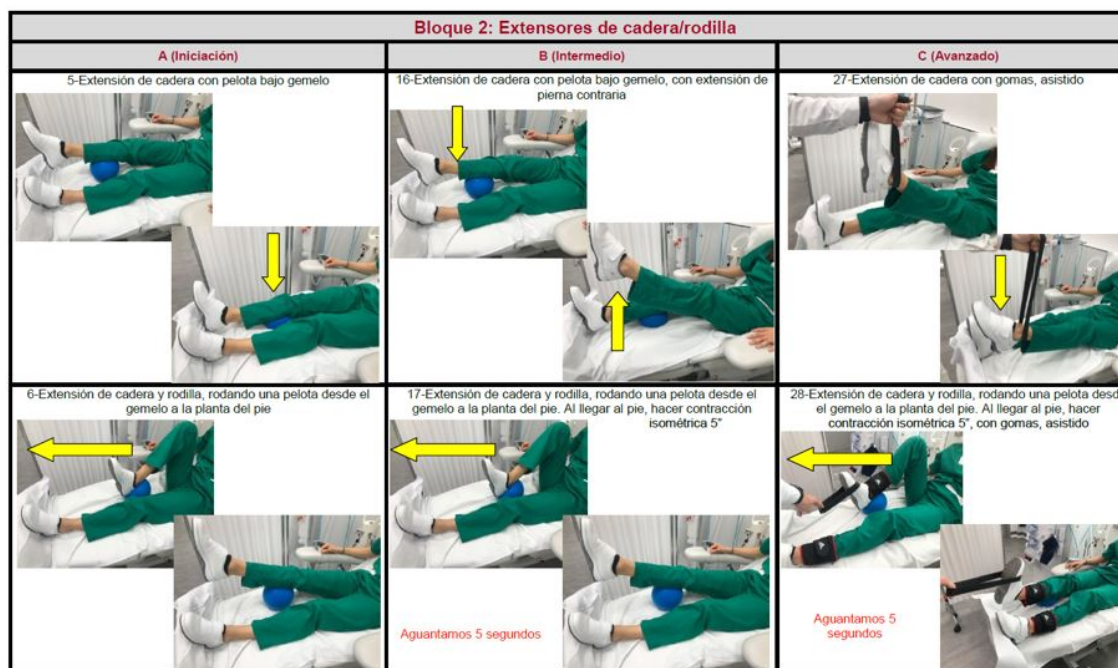 Bloque 2: Extensores de cadera/rodilla
A (Iniciación)
B (Intermedio)
C (Avanzado)
5-Extensión de cadera con pelota bajo gemelo
16-Extensión de cadera con pelota bajo gemelo, con extensión de
pierna contraria
27-Extensión de cadera con gomas, asistido
6-Extensión de cadera y rodilla, rodando una pelota desde el
gemelo a la planta del pie
17-Extensión de cadera y rodilla, rodando una pelota desde el
gemelo a la planta del pie. Al llegar al pie, hacer contracción
isométrica 5"
Aguantamos 5 segundos
28-Extensión de cadera y rodilla, rodando una pelota desd
el gemelo a la planta del pie. Al llegar al pie, hacer
contracción isométrica 5", con gomas, asistido
Aguantamos 5
segundos